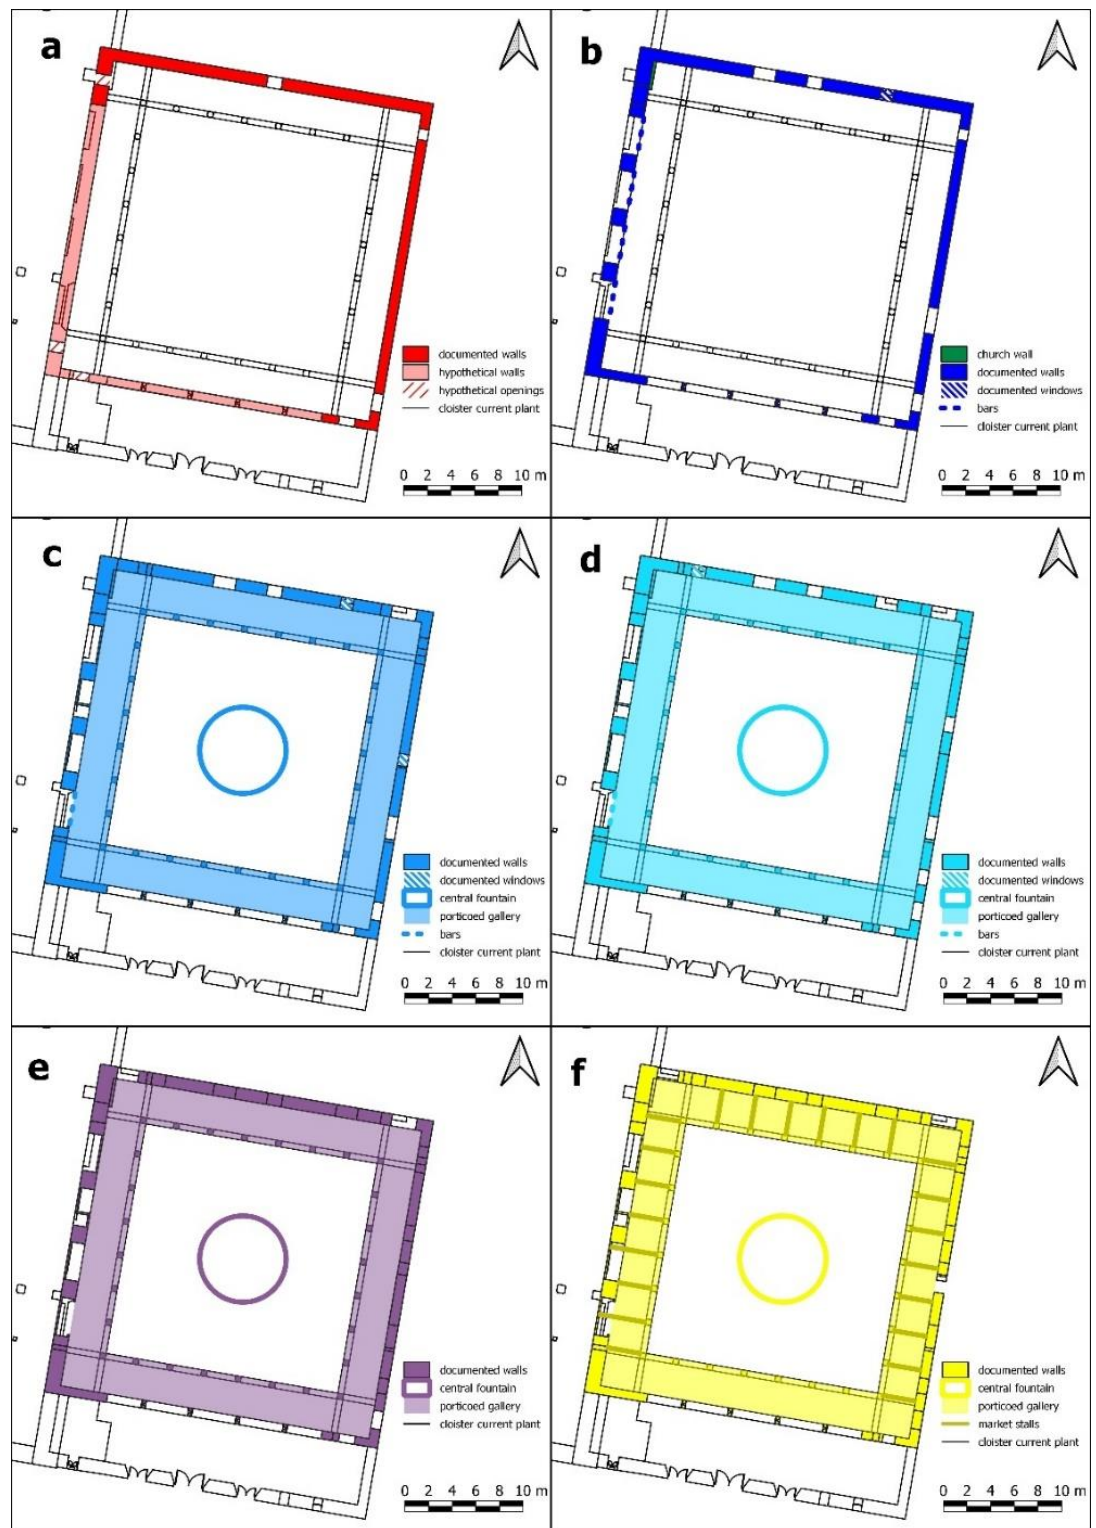 a
documented walls
hypothetical walls
hypothetical openings
cloister current plant
0 2 4 6 8 10 m
b
church wall
documented walls
documented windows
bars
cloister current plant
0 2 4 6 8 10 m
c
documented walls
documented windows
central fountain
porticoed gallery
bars
cloister current plant
0 2 4 6 8 10 m
d
documented walls
documented windows
central fountain
porticoed gallery
bars
cloister current plant
0 2 4 6 8 10 m
e
documented walls
central fountain
porticoed gallery
cloister current plant
0 2 4 6 8 10 m
f
documented walls
central fountain
porticoed gallery
market stalls
cloister current plant
0 2 4 6 8 10 m